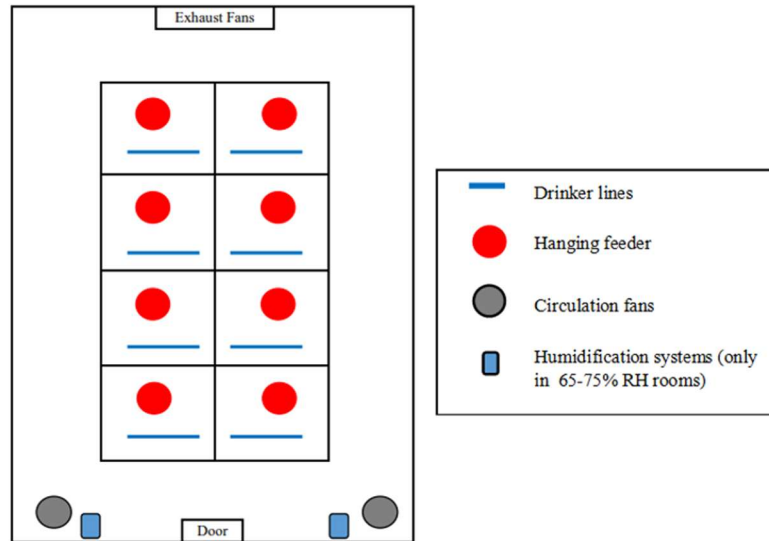 Exhaust Fans
Drinker lines
Hanging feeder
Circulation fans
Humidification systems (only
in 65-75% RH rooms)
Door